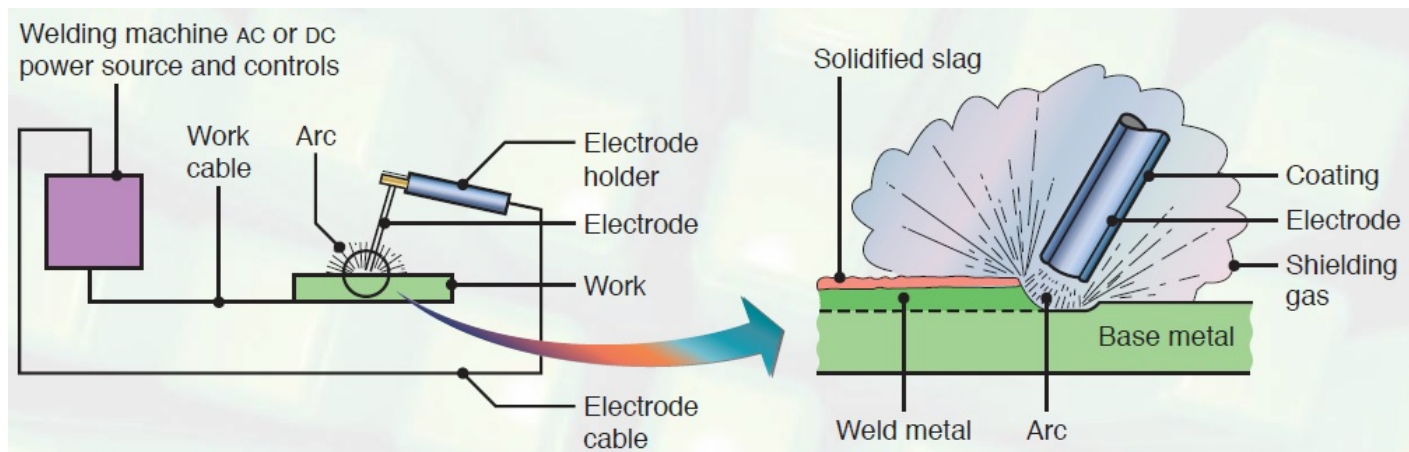 Welding machine AC or DC
power source and controls
Work
cable
Arc
Electrode
holder
Electrode
Work
Electrode
cable
Solidified slag
Coating
Electrode
Shielding
gas
Base metal
Weld metal
Arc